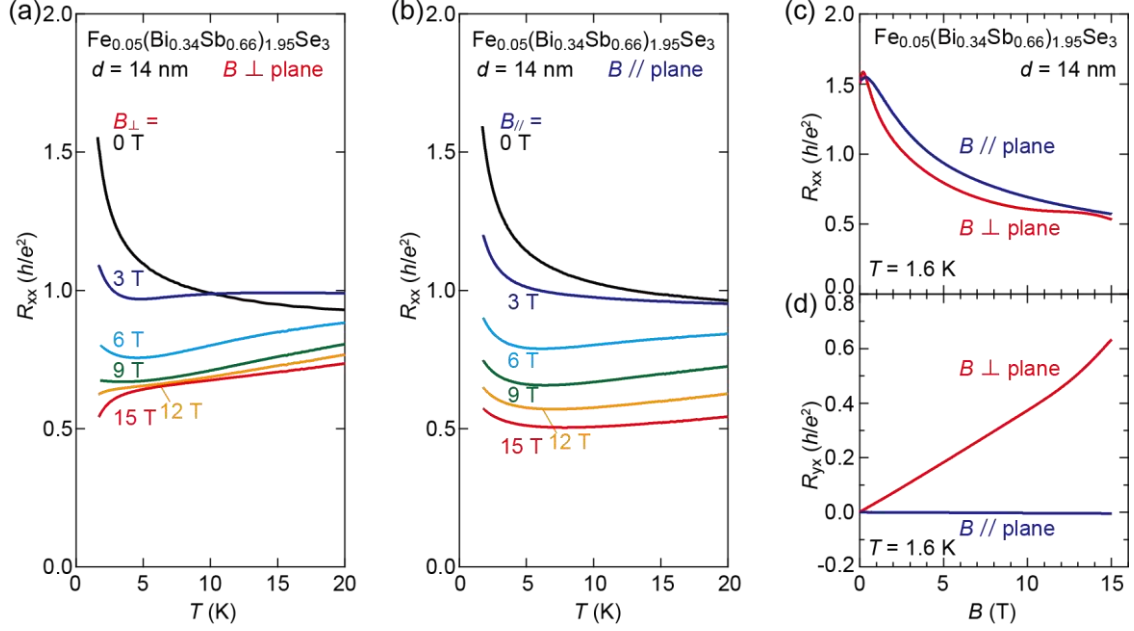 (a)
Fe0.05(Bi0.34Sb0.66)1.95Se3
d = 14 nm B ⊥ plane
B⊥ =
0 T
3 T
6 T
9 T
12 T
15 T
2.0
1.5
1.0
0.5
0.0
Rxx (h/e²)
0 5 10 15 20
T (K)
(b)
Fe0.05(Bi0.34Sb0.66)1.95Se3
d = 14 nm B // plane
B// =
0 T
3 T
6 T
9 T
12 T
15 T
2.0
1.5
1.0
0.5
0.0
Rxx (h/e²)
0 5 10 15 20
T (K)
(c)
Fe0.05(Bi0.34Sb0.66)1.95Se3
d = 14 nm
B // plane
B ⊥ plane
T = 1.6 K
2.0
1.5
1.0
0.5
0.0
Rxx (h/e²)
(d)
B ⊥ plane
B // plane
T = 1.6 K
0.8
0.6
0.4
0.2
0.0
-0.2
Ryx (h/e²)
0 5 10 15
B (T)